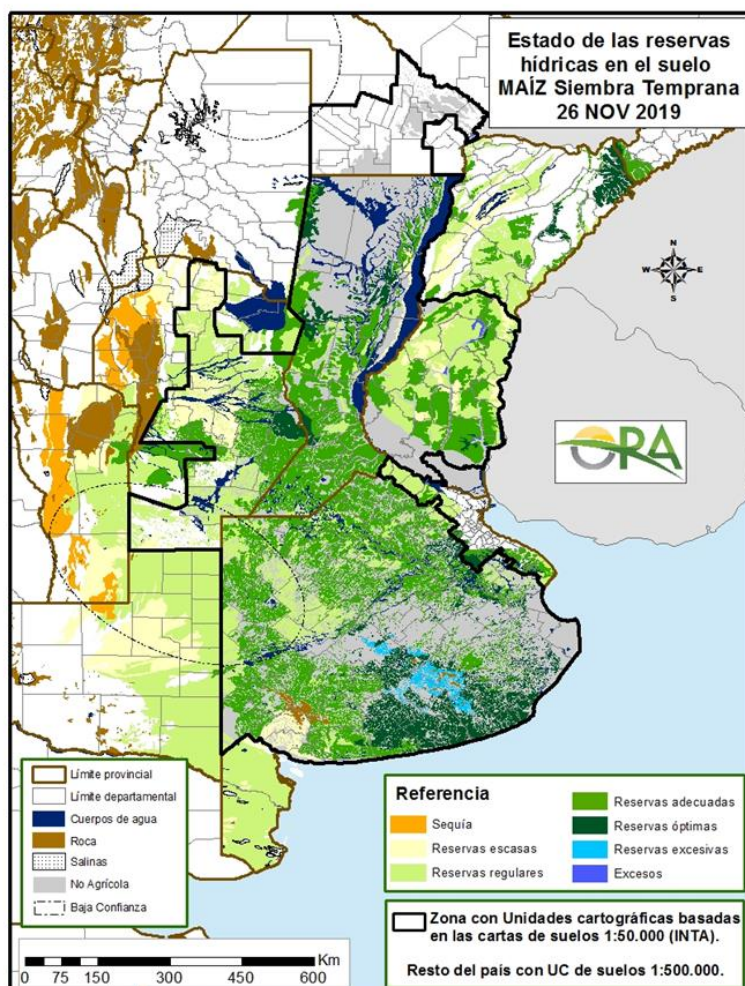 Estado de las reservas
hídricas en el suelo
MAÍZ Siembra Temprana
26 NOV 2019
N
W E
S
ORA
Límite provincial
Límite departamental
Cuerpos de agua
Roca
Salinas
No Agrícola
Baja Confianza
Referencia
Sequía
Reservas escasas
Reservas regulares
Reservas adecuadas
Reservas óptimas
Reservas excesivas
Excesos
Zona con Unidades cartográficas basadas
en las cartas de suelos 1:50.000 (INTA).
Resto del país con UC de suelos 1:500.000.
Km
0 75 150 300 450 600